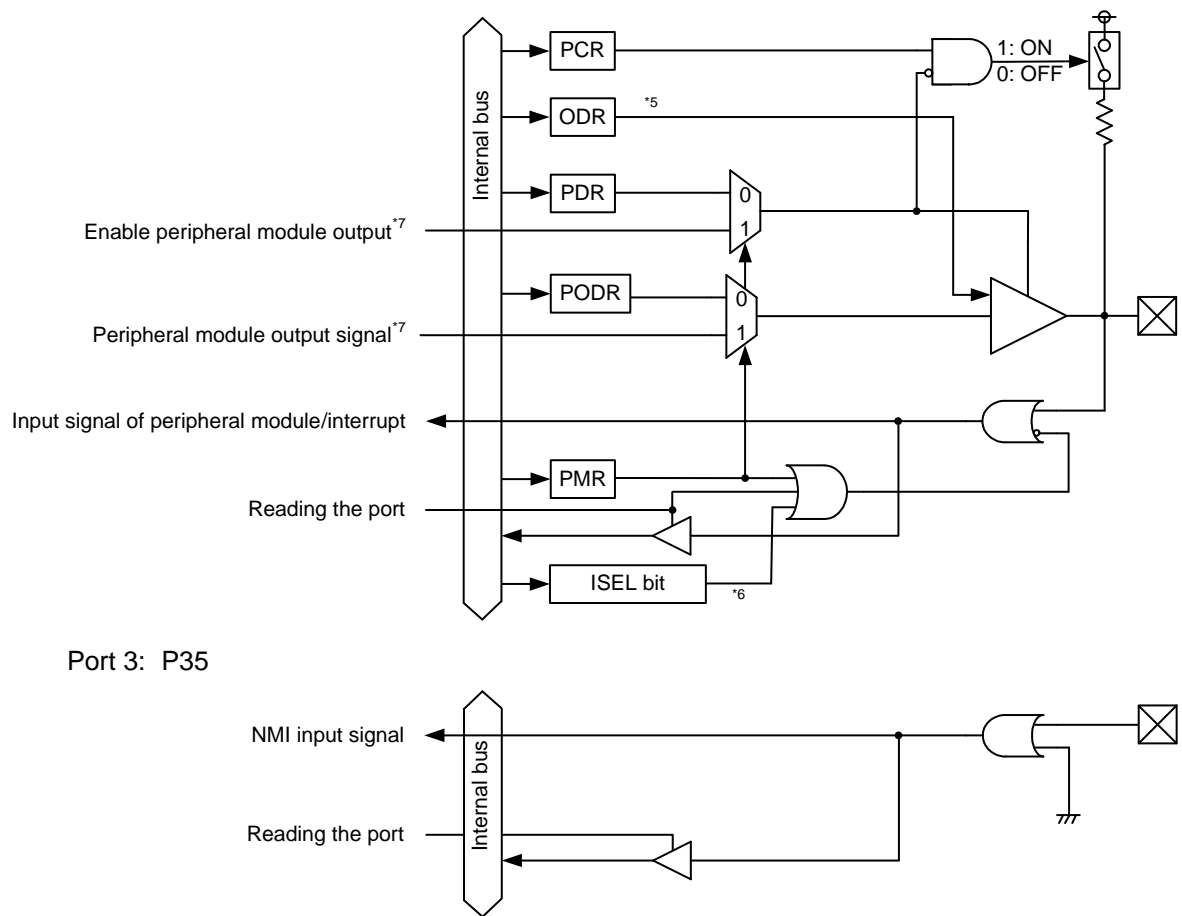 PCR
1: ON
0: OFF
ODR
*5
Internal bus
PDR
0
Enable peripheral module output*7
1
PODR
0
Peripheral module output signal*7
1
Input signal of peripheral module/interrupt
PMR
Reading the port
ISEL bit
*6
Port 3: P35
NMI input signal
Internal bus
Reading the port